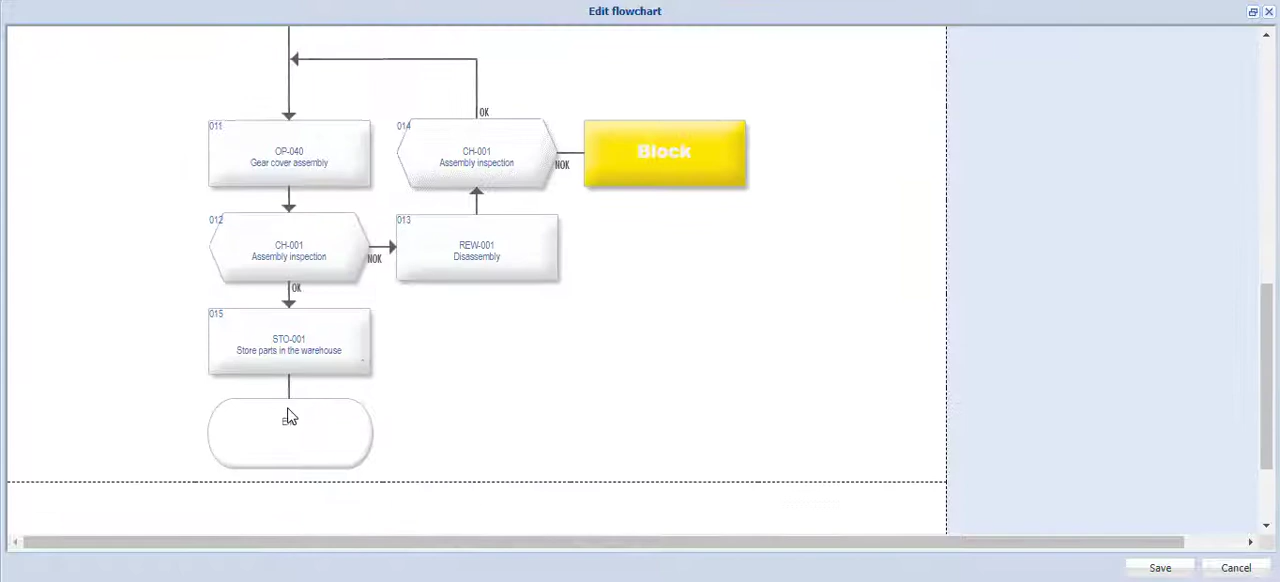 Edit flowchart
OK
011
OP-040
Gear cover assembly
014
CH-001
Assembly inspection
NOK
Block
012
CH-001
Assembly inspection
NOK
013
REW-001
Disassembly
OK
015
STO-001
Store parts in the warehouse
Save
Cancel